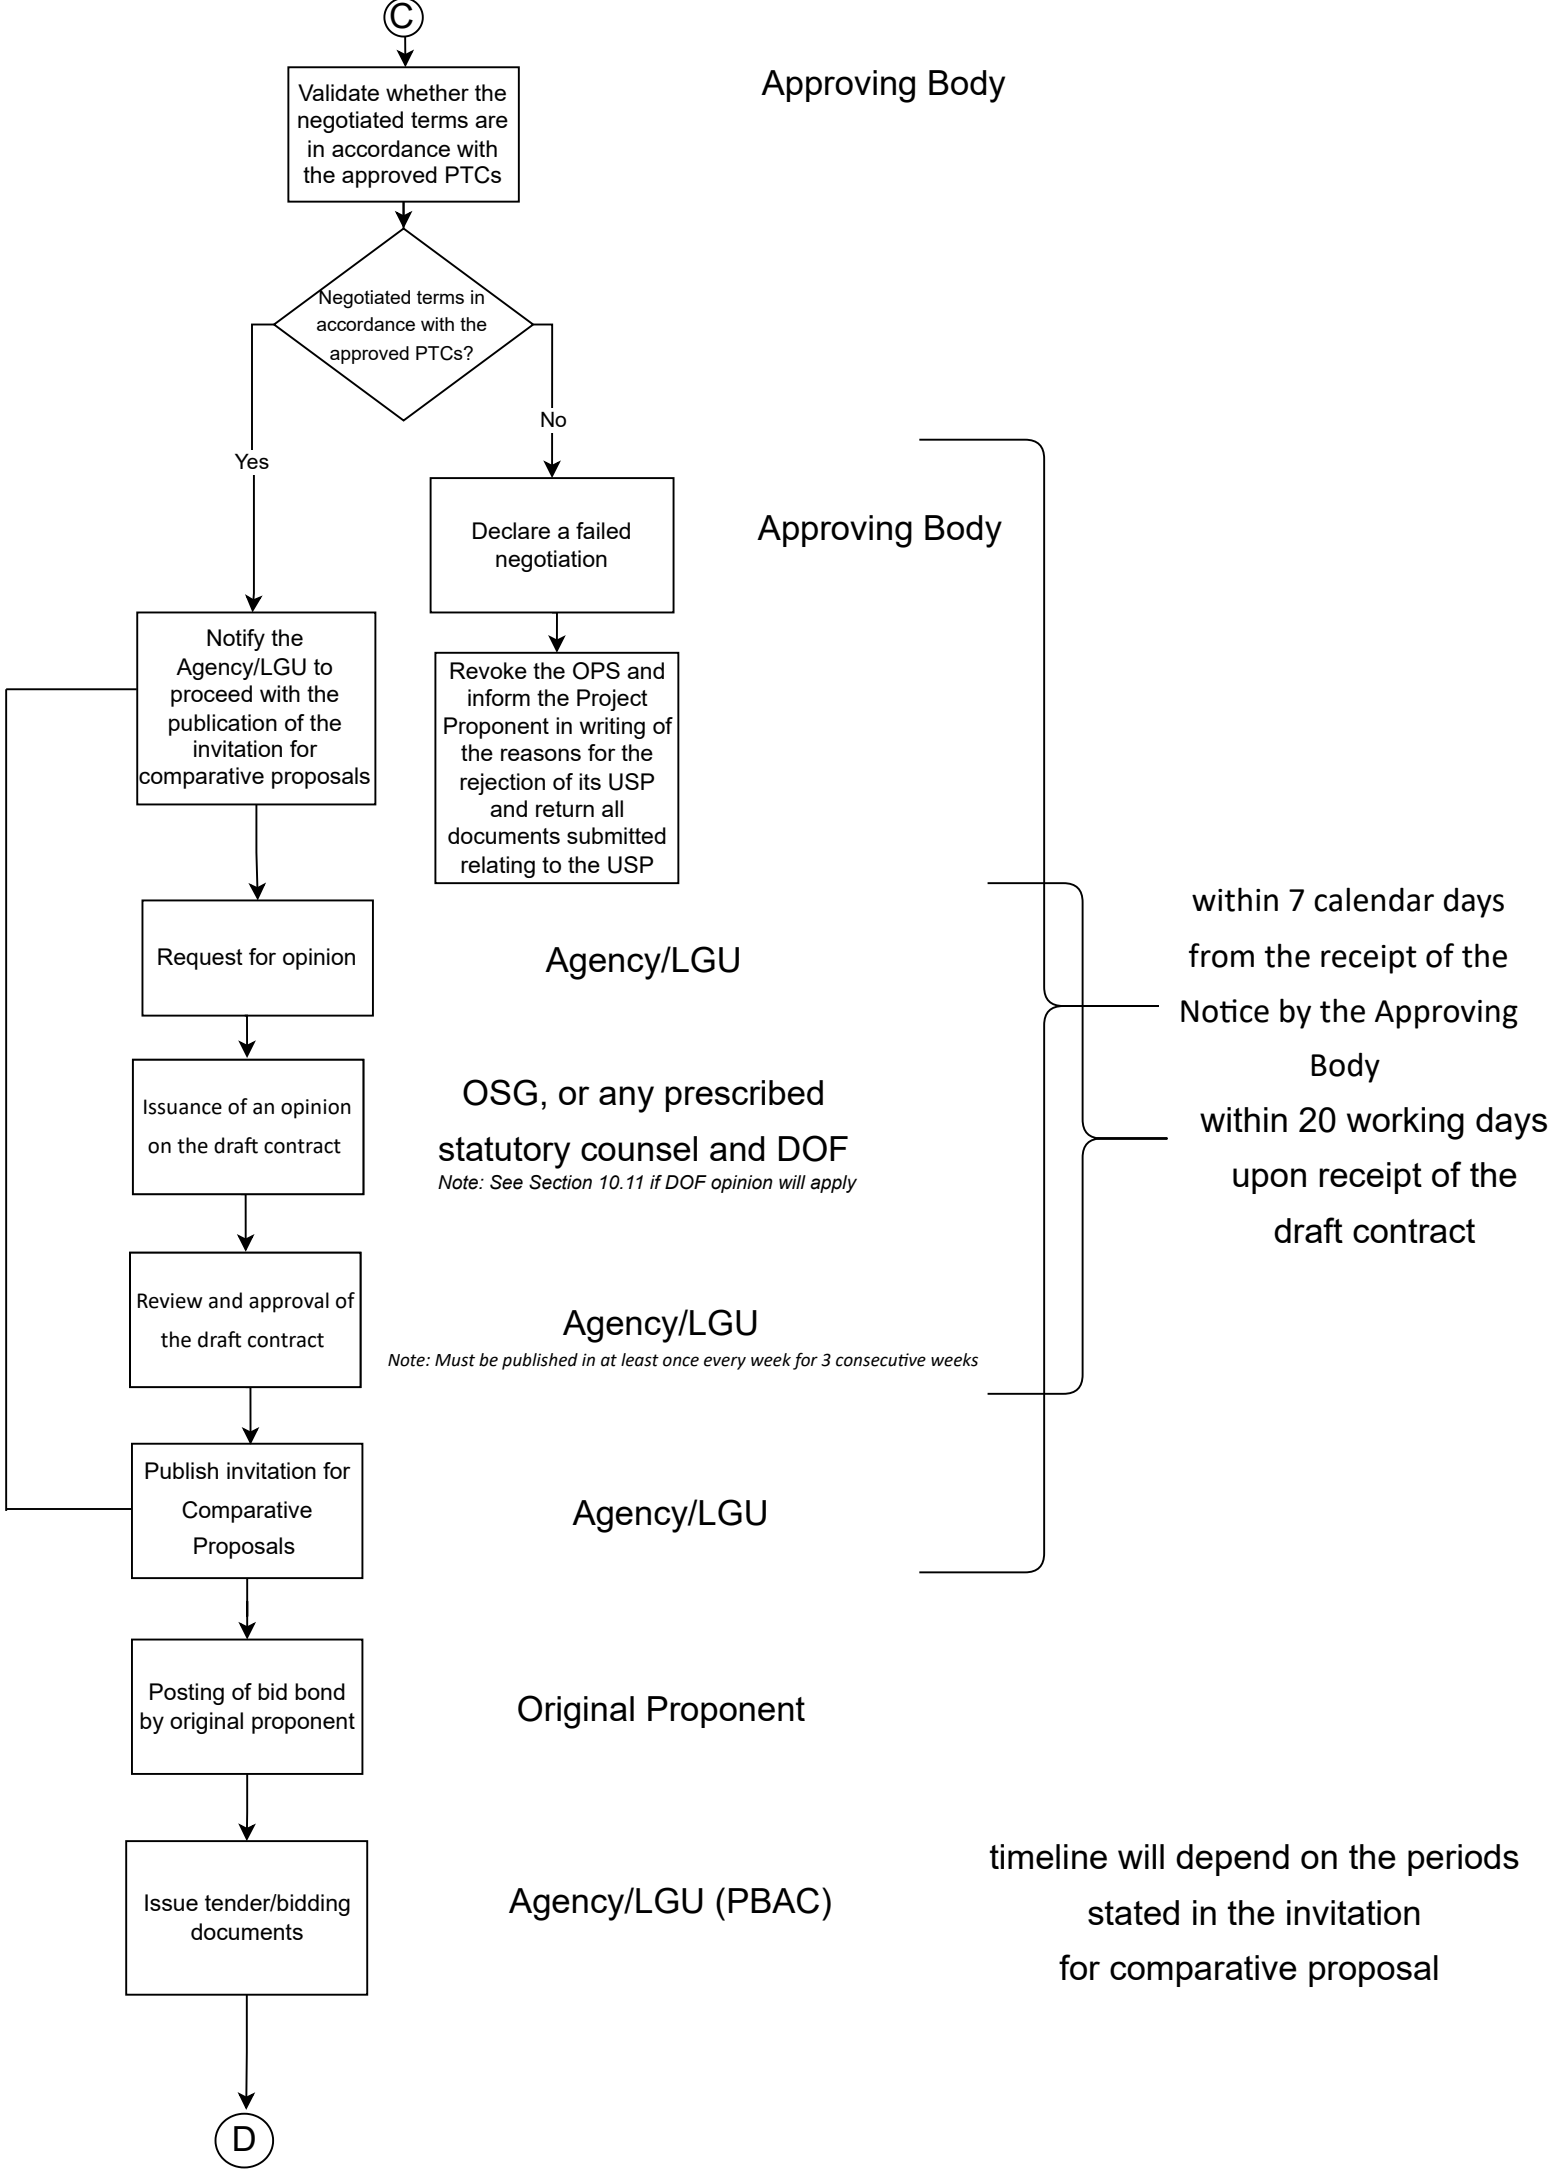 C
Approving Body
Validate whether the
negotiated terms are
in accordance with
the approved PTCs
Negotiated terms in
accordance with the
approved PTCs?
No
Yes
Declare a failed
negotiation
Approving Body
Notify the
Agency/LGU to
proceed with the
publication of the
invitation for
comparative proposals
Revoke the OPS and
inform the Project
Proponent in writing of
the reasons for the
rejection of its USP
and return all
documents submitted
relating to the USP
within 7 calendar days
from the receipt of the
Notice by the Approving
Body
Request for opinion
Agency/LGU
Issuance of an opinion
on the draft contract
OSG, or any prescribed
statutory counsel and DOF
Note: See Section 10.11 if DOF opinion will apply
within 20 working days
upon receipt of the
draft contract
Review and approval of
the draft contract
Agency/LGU
Note: Must be published in at least once every week for 3 consecutive weeks
Publish invitation for
Comparative
Proposals
Agency/LGU
Posting of bid bond
by original proponent
Original Proponent
Issue tender/bidding
documents
Agency/LGU (PBAC)
timeline will depend on the periods
stated in the invitation
for comparative proposal
D